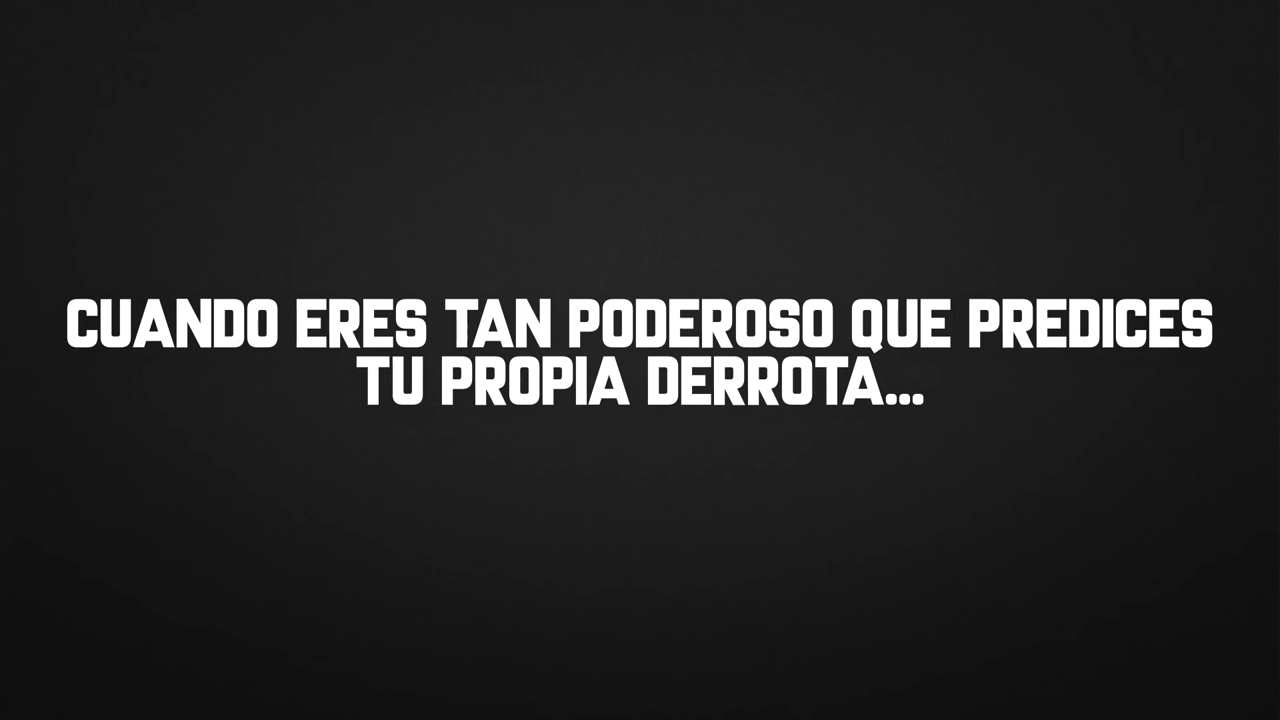 CUANDO ERES TAN PODEROSO QUE PREDICES
TU PROPIA DERROTA...